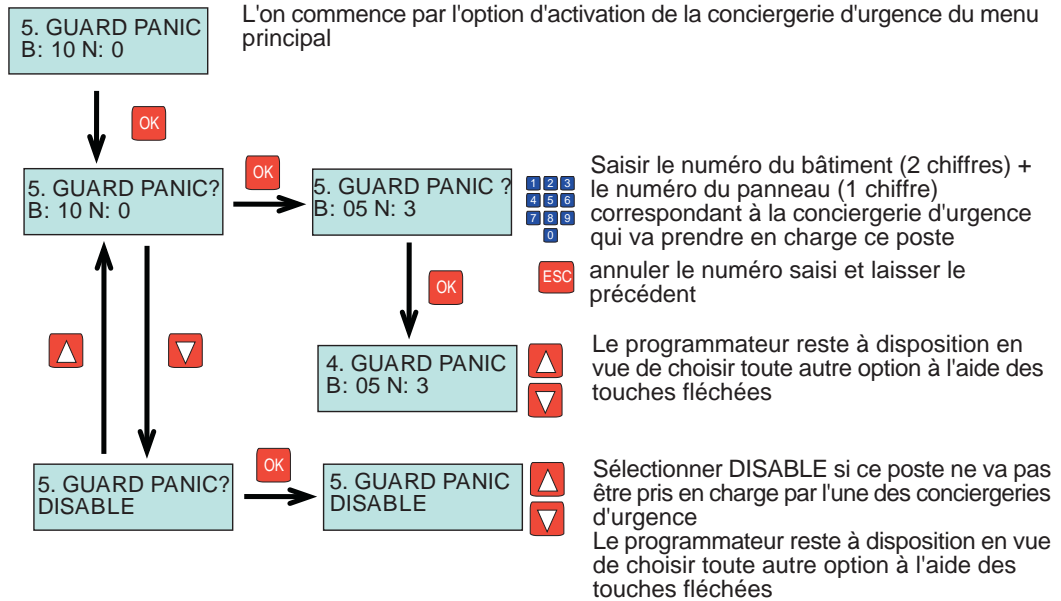 5. GUARD PANIC
B: 10 N: 0
L'on commence par l'option d'activation de la conciergerie d'urgence du menu
principal
OK
5. GUARD PANIC?
B: 10 N: 0
OK
5. GUARD PANIC ?
B: 05 N: 3
1 2 3
4 5 6
7 8 9
0
Saisir le numéro du bâtiment (2 chiffres) +
le numéro du panneau (1 chiffre)
correspondant à la conciergerie d'urgence
qui va prendre en charge ce poste
OK
ESC
annuler le numéro saisi et laisser le
précédent
4. GUARD PANIC
B: 05 N: 3
Le programmateur reste à disposition en
vue de choisir toute autre option à l'aide des
touches fléchées
5. GUARD PANIC?
DISABLE
OK
5. GUARD PANIC
DISABLE
Sélectionner DISABLE si ce poste ne va pas
être pris en charge par l'une des conciergeries
d'urgence
Le programmateur reste à disposition en vue
de choisir toute autre option à l'aide des
touches fléchées